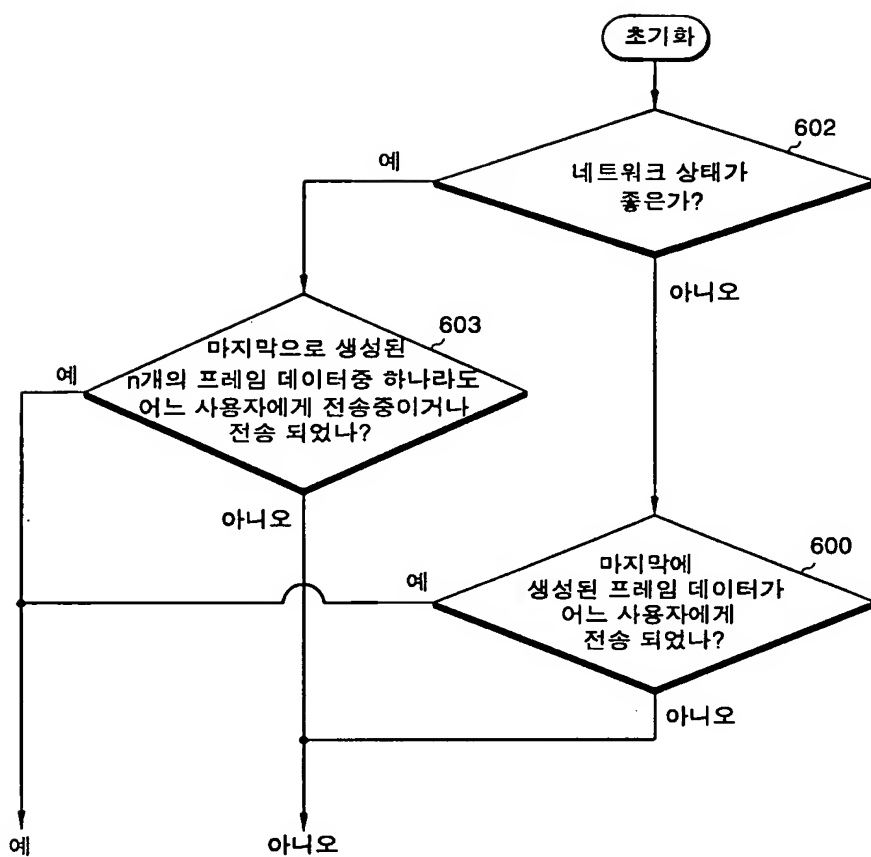 초기화
602
네트워크 상태가
좋은가?
예
아니오
603
마지막으로 생성된
n개의 프레임 데이터중 하나라도
어느 사용자에게 전송중이거나
전송 되었나?
예
아니오
600
마지막에
생성된 프레임 데이터가
어느 사용자에게
전송 되었나?
예
아니오
예
아니오